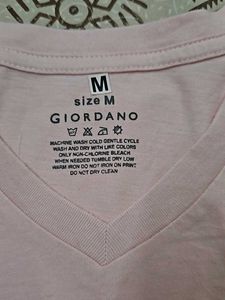 M
size M
GIORDANO
MACHINE WASH COLD GENTLE CYCLE
WASH AND DRY WITH LIKE COLORS
ONLY NON-CHLORINE BLEACH
WHEN NEEDED TUMBLE DRY LOW
WARM IRON DO NOT IRON ON PRINT
DO NOT DRY CLEAN